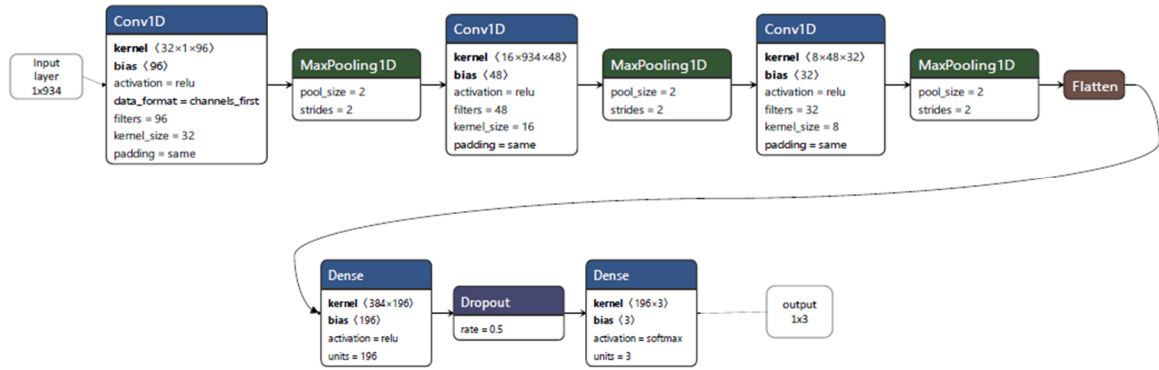 Input
layer
1x934
Conv1D
kernel ⟨32×1×96⟩
bias ⟨96⟩
activation = relu
data_format = channels_first
filters = 96
kernel_size = 32
padding = same
MaxPooling1D
pool_size = 2
strides = 2
Conv1D
kernel ⟨16×934×48⟩
bias ⟨48⟩
activation = relu
filters = 48
kernel_size = 16
padding = same
MaxPooling1D
pool_size = 2
strides = 2
Conv1D
kernel ⟨8×48×32⟩
bias ⟨32⟩
activation = relu
filters = 32
kernel_size = 8
padding = same
MaxPooling1D
pool_size = 2
strides = 2
Flatten
Dense
kernel ⟨384×196⟩
bias ⟨196⟩
activation = relu
units = 196
Dropout
rate = 0.5
Dense
kernel ⟨196×3⟩
bias ⟨3⟩
activation = softmax
units = 3
output
1x3